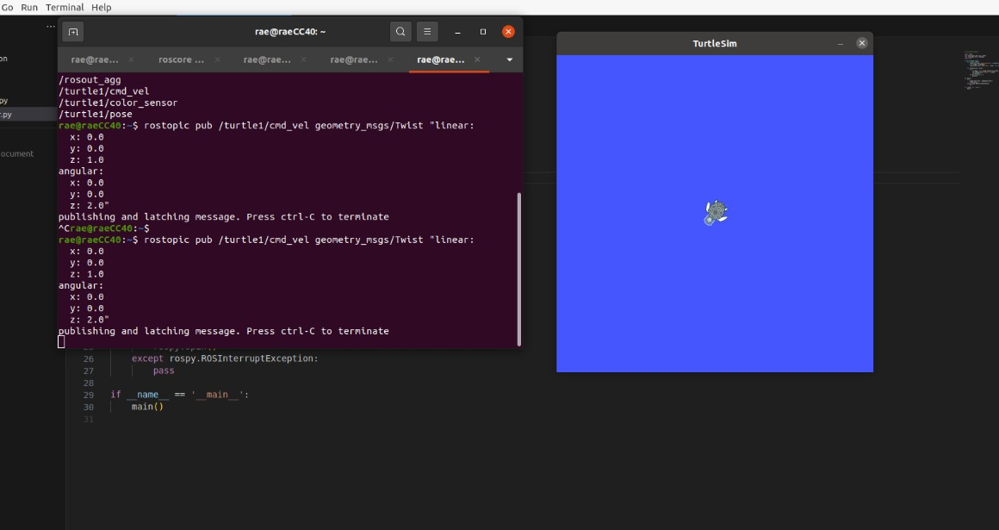 Go Run Terminal Help
rae@raeCC40: ~
rae@rae...
roscore ...
rae@rae...
rae@rae...
rae@rae...
TurtleSim
on
py
r.py
ocument
/rosout_agg
/turtle1/cmd_vel
/turtle1/color_sensor
/turtle1/pose
rae@raeCC40:~$ rostopic pub /turtle1/cmd_vel geometry_msgs/Twist "linear:
x: 0.0
y: 0.0
z: 1.0
angular:
x: 0.0
y: 0.0
z: 2.0"
publishing and latching message. Press ctrl-C to terminate
^Crae@raeCC40:~$
rae@raeCC40:~$ rostopic pub /turtle1/cmd_vel geometry_msgs/Twist "linear:
x: 0.0
y: 0.0
z: 1.0
angular:
x: 0.0
y: 0.0
z: 2.0"
publishing and latching message. Press ctrl-C to terminate
26 except rospy.ROSInterruptException:
27 pass
28
29 if __name__ == '__main__':
30 main()
31